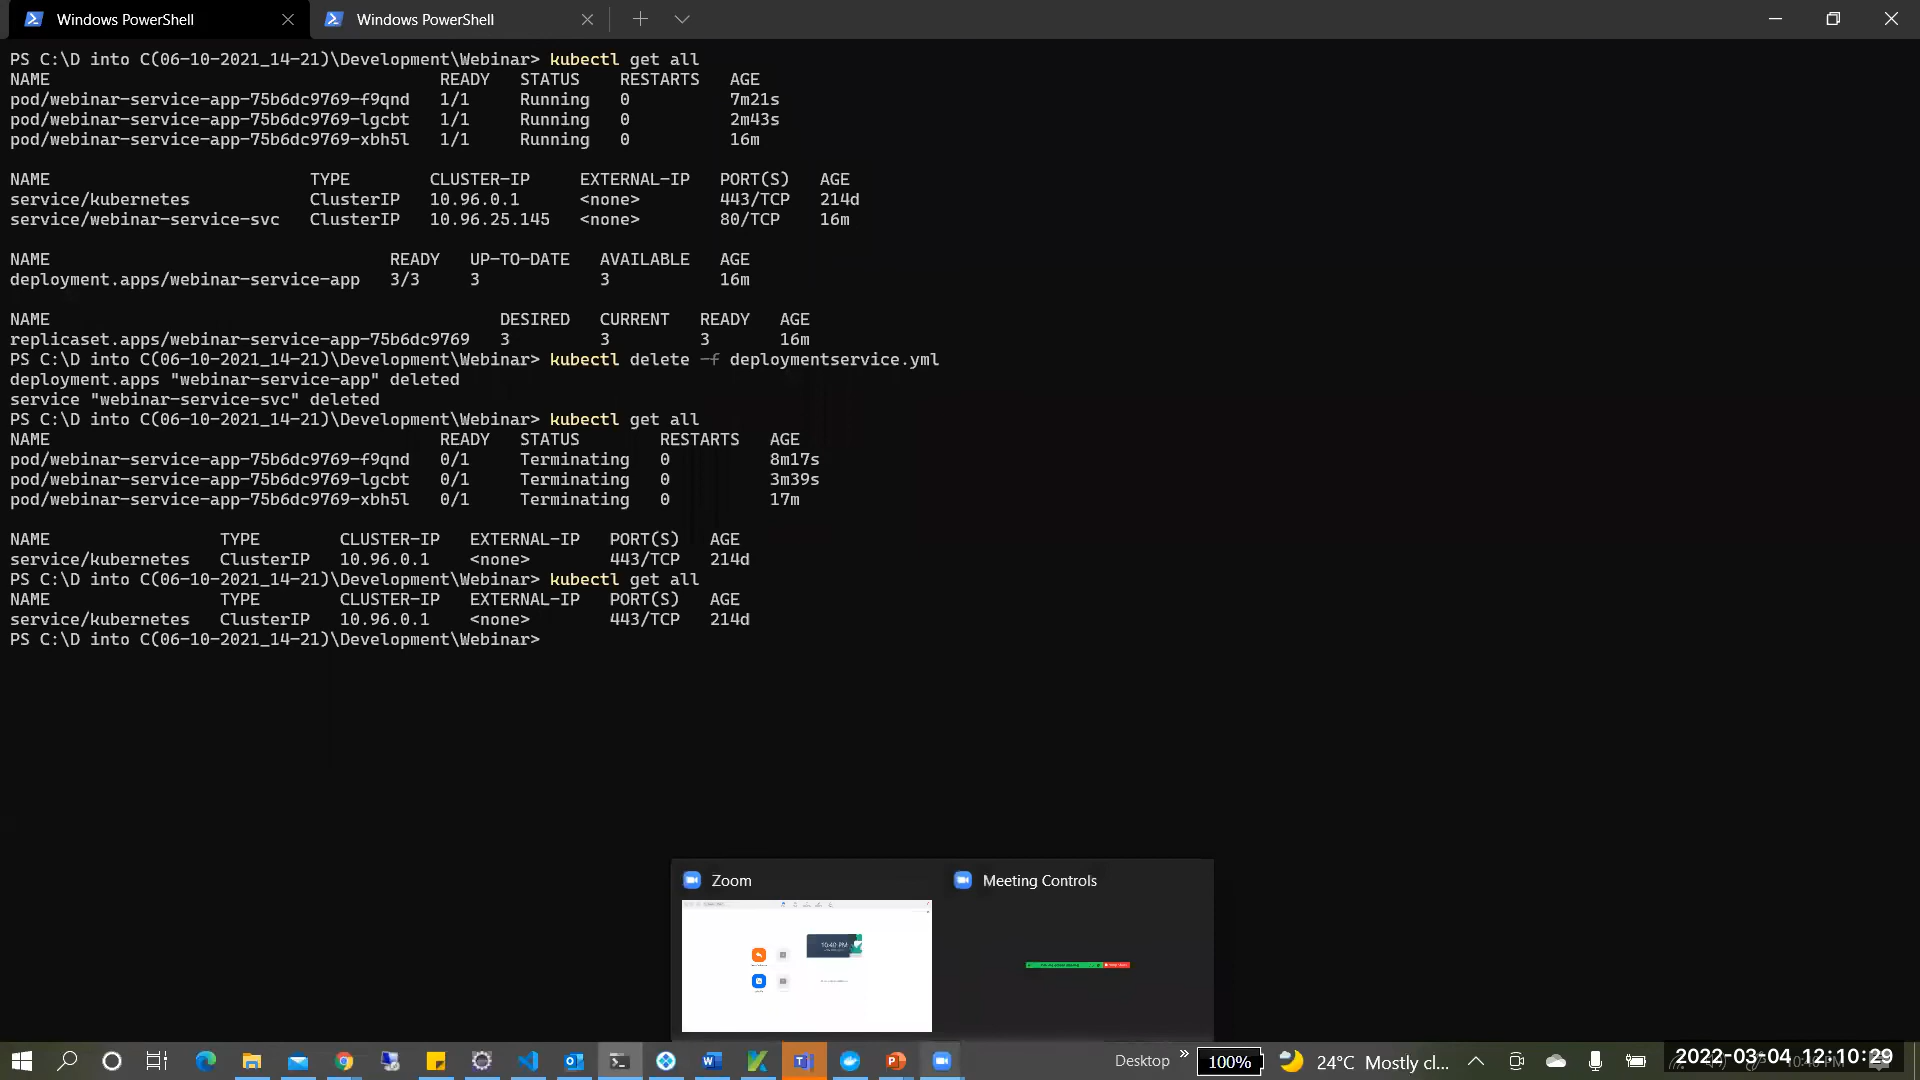 Windows PowerShell
Windows PowerShell
PS C:\D into C(06-10-2021_14-21)\Development\Webinar> kubectl get all
NAME READY STATUS RESTARTS AGE
pod/webinar-service-app-75b6dc9769-f9qnd 1/1 Running 0 7m21s
pod/webinar-service-app-75b6dc9769-lgcbt 1/1 Running 0 2m43s
pod/webinar-service-app-75b6dc9769-xbh5l 1/1 Running 0 16m
NAME TYPE CLUSTER-IP EXTERNAL-IP PORT(S) AGE
service/kubernetes ClusterIP 10.96.0.1 <none> 443/TCP 214d
service/webinar-service-svc ClusterIP 10.96.25.145 <none> 80/TCP 16m
NAME READY UP-TO-DATE AVAILABLE AGE
deployment.apps/webinar-service-app 3/3 3 3 16m
NAME DESIRED CURRENT READY AGE
replicaset.apps/webinar-service-app-75b6dc9769 3 3 3 16m
PS C:\D into C(06-10-2021_14-21)\Development\Webinar> kubectl delete -f deploymentservice.yml
deployment.apps "webinar-service-app" deleted
service "webinar-service-svc" deleted
PS C:\D into C(06-10-2021_14-21)\Development\Webinar> kubectl get all
NAME READY STATUS RESTARTS AGE
pod/webinar-service-app-75b6dc9769-f9qnd 0/1 Terminating 0 8m17s
pod/webinar-service-app-75b6dc9769-lgcbt 0/1 Terminating 0 3m39s
pod/webinar-service-app-75b6dc9769-xbh5l 0/1 Terminating 0 17m
NAME TYPE CLUSTER-IP EXTERNAL-IP PORT(S) AGE
service/kubernetes ClusterIP 10.96.0.1 <none> 443/TCP 214d
PS C:\D into C(06-10-2021_14-21)\Development\Webinar> kubectl get all
NAME TYPE CLUSTER-IP EXTERNAL-IP PORT(S) AGE
service/kubernetes ClusterIP 10.96.0.1 <none> 443/TCP 214d
PS C:\D into C(06-10-2021_14-21)\Development\Webinar>
Zoom
Meeting Controls
10:40 PM
Desktop
100%
24°C Mostly cl...
2022-03-04 12:10:29